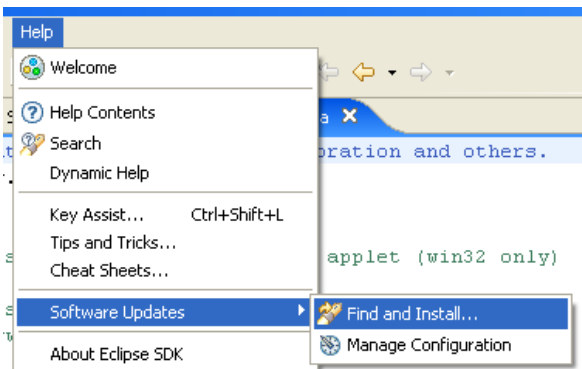 Help
Welcome
Help Contents
a
Search
oration and others.
Dynamic Help
Key Assist... Ctrl+Shift+L
Tips and Tricks...
applet (win32 only)
Cheat Sheets...
Software Updates
Find and Install...
Manage Configuration
About Eclipse SDK